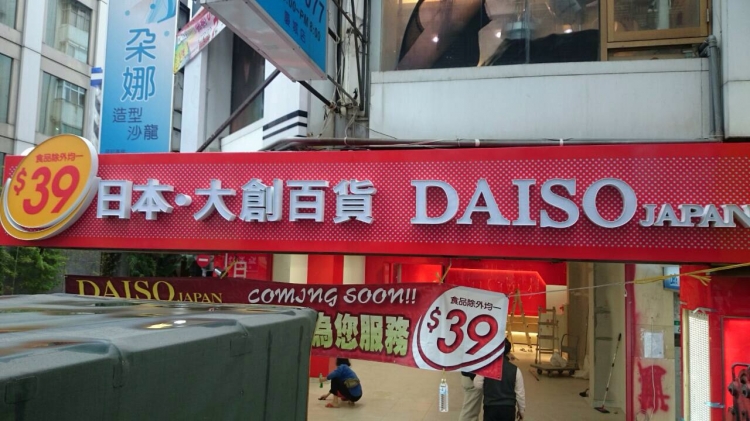 朵娜
造型
沙龍
食品除外均一
$39
日本・大創百貨 DAISO JAPAN
DAISO JAPAN
COMING SOON!!
為您服務
食品除外均一
$39